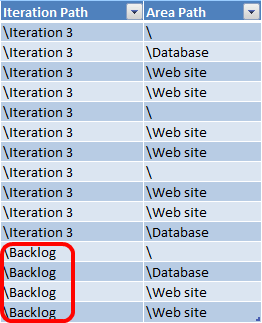 Iteration Path Area Path
\Iteration 3 \
\Iteration 3 \Database
\Iteration 3 \Web site
\Iteration 3 \Web site
\Iteration 3 \
\Iteration 3 \Web site
\Iteration 3 \Web site
\Iteration 3 \
\Iteration 3 \Web site
\Iteration 3 \Web site
\Iteration 3 \Database
\Backlog \
\Backlog \Database
\Backlog \Web site
\Backlog \Web site